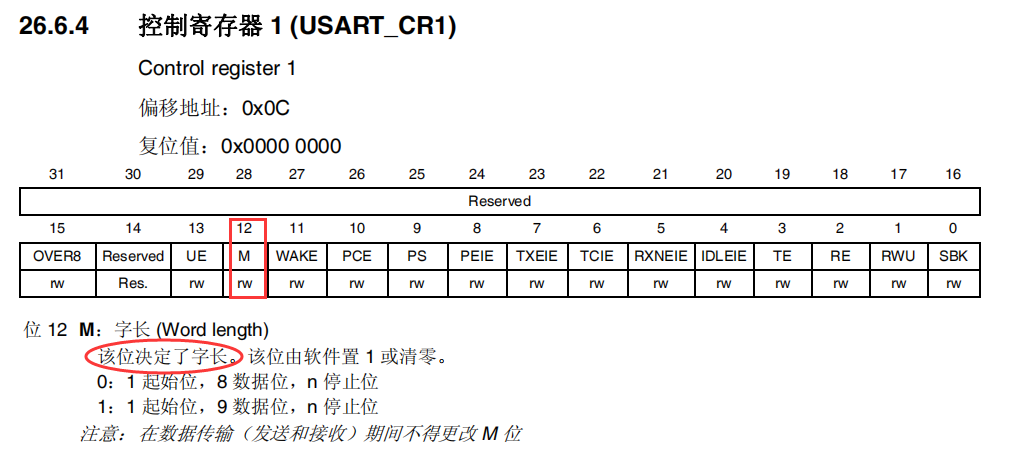 26.6.4 控制寄存器 1 (USART_CR1)
Control register 1
偏移地址：0x0C
复位值：0x0000 0000
31 30 29 28 27 26 25 24 23 22 21 20 19 18 17 16
Reserved
15 14 13 12 11 10 9 8 7 6 5 4 3 2 1 0
OVER8 Reserved UE M WAKE PCE PS PEIE TXEIE TCIE RXNEIE IDLEIE TE RE RWU SBK
rw Res. rw rw rw rw rw rw rw rw rw rw rw rw rw rw
位 12 M：字长 (Word length)
该位决定了字长。该位由软件置 1 或清零。
0：1 起始位，8 数据位，n 停止位
1：1 起始位，9 数据位，n 停止位
注意：在数据传输（发送和接收）期间不得更改 M 位